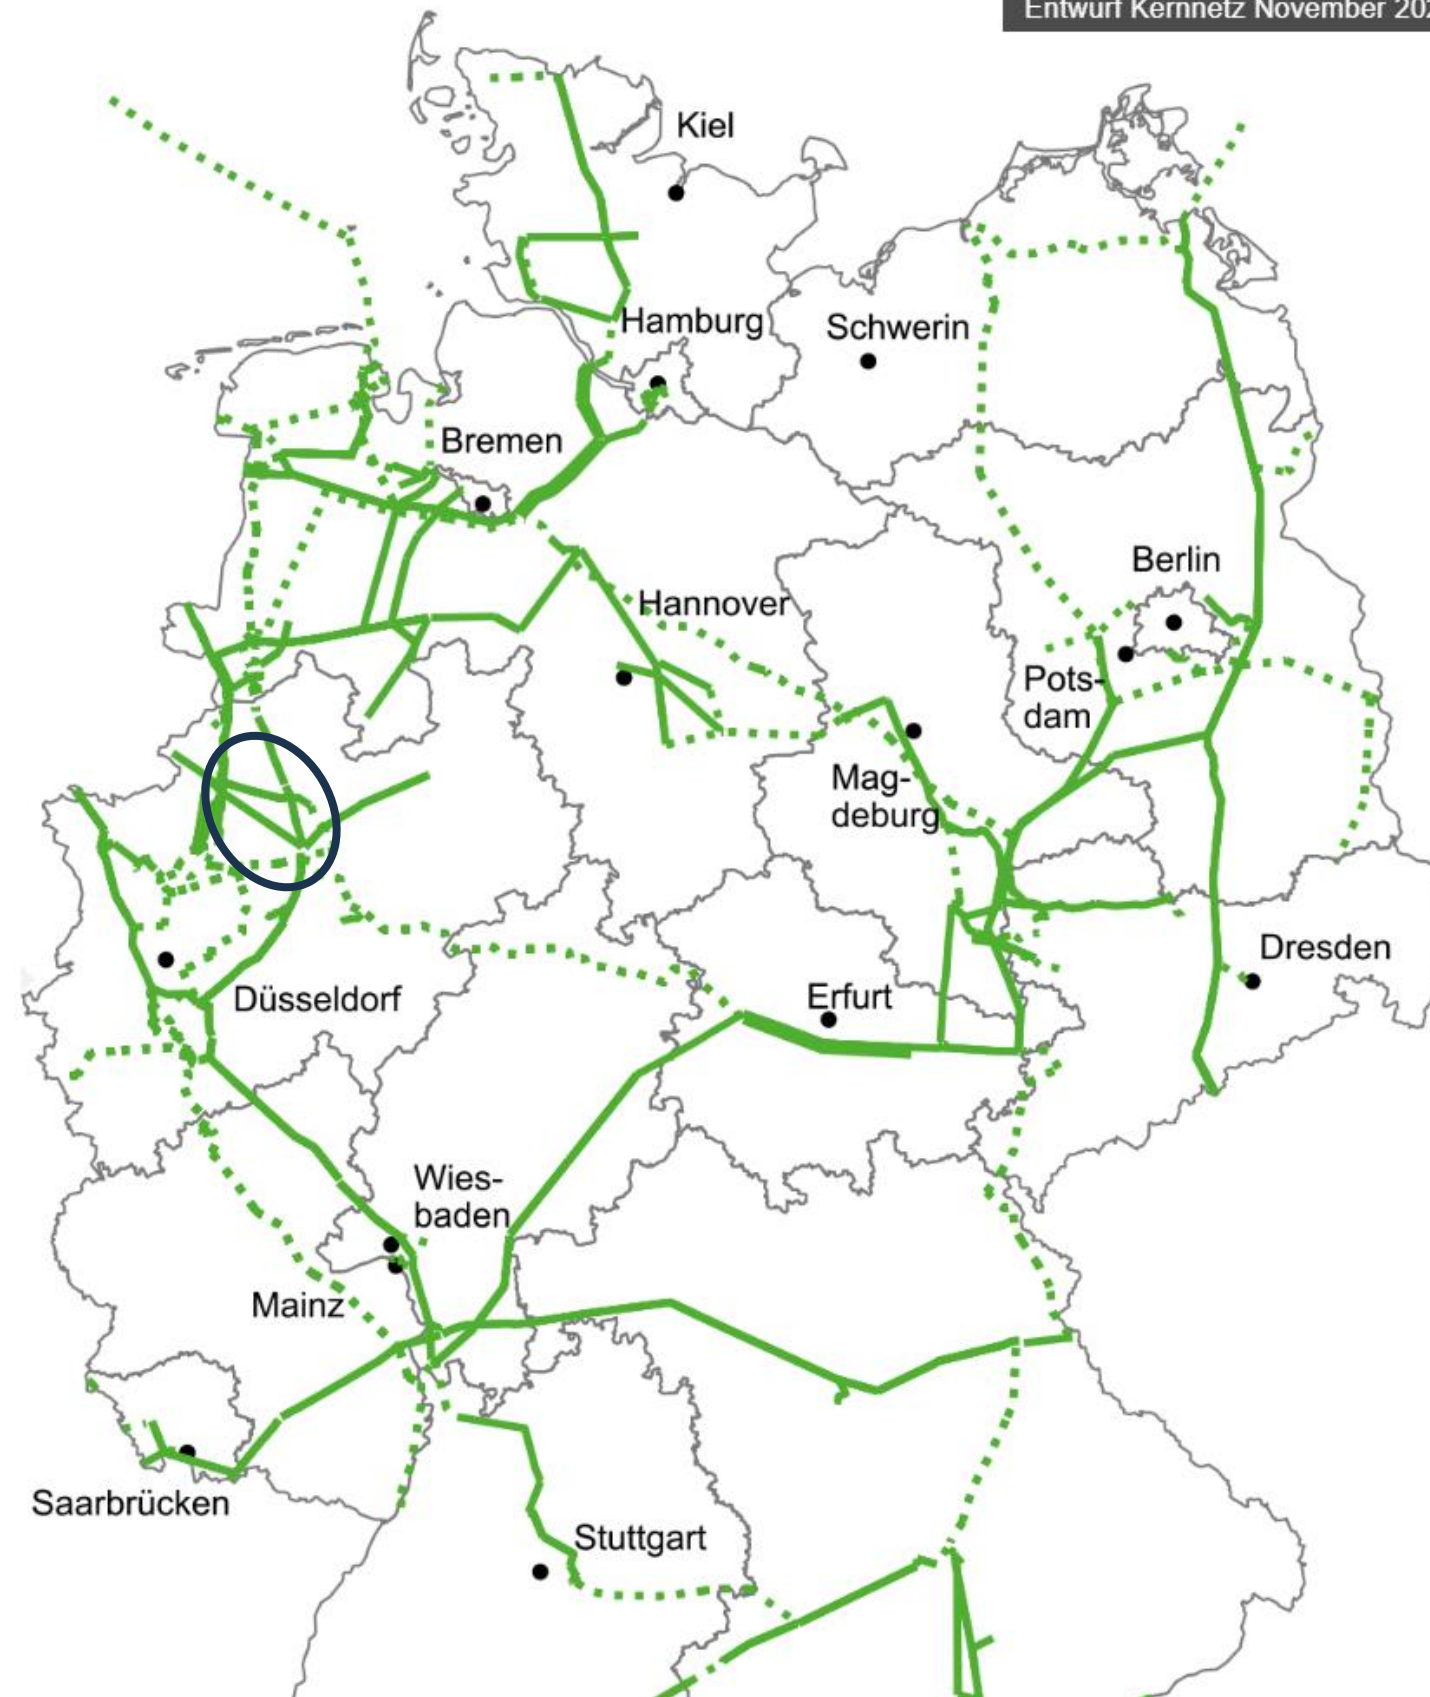 Entwurf Kernnetz November 202
Kiel
Hamburg
Schwerin
Bremen
Berlin
Hannover
Pots-
dam
Mag-
deburg
Dresden
Düsseldorf
Erfurt
Wies-
baden
Mainz
Saarbrücken
Stuttgart